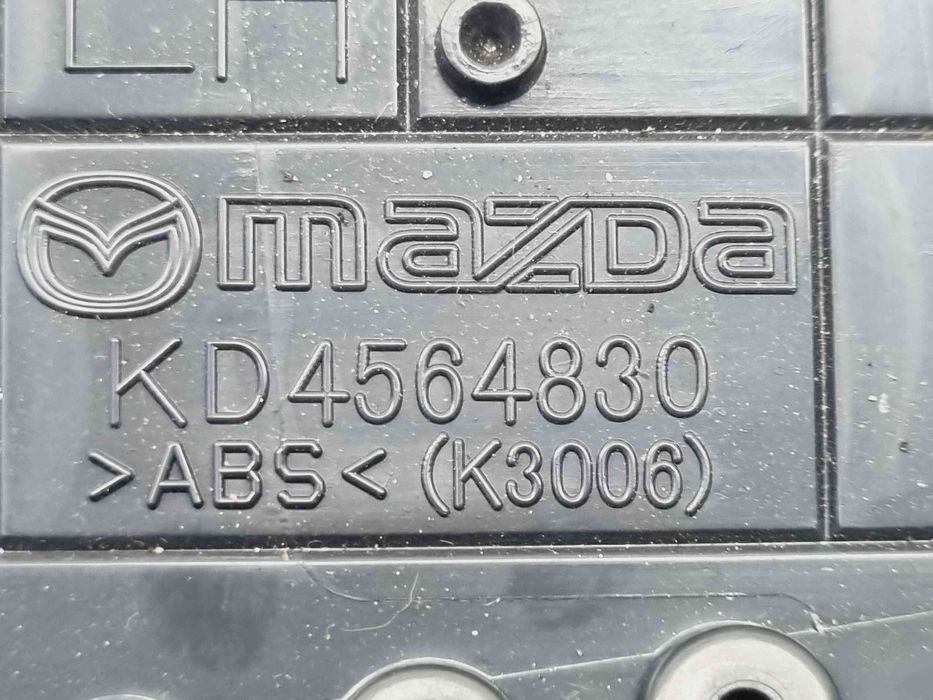 LH
mazda
KD4564830
>ABS< (K3006)